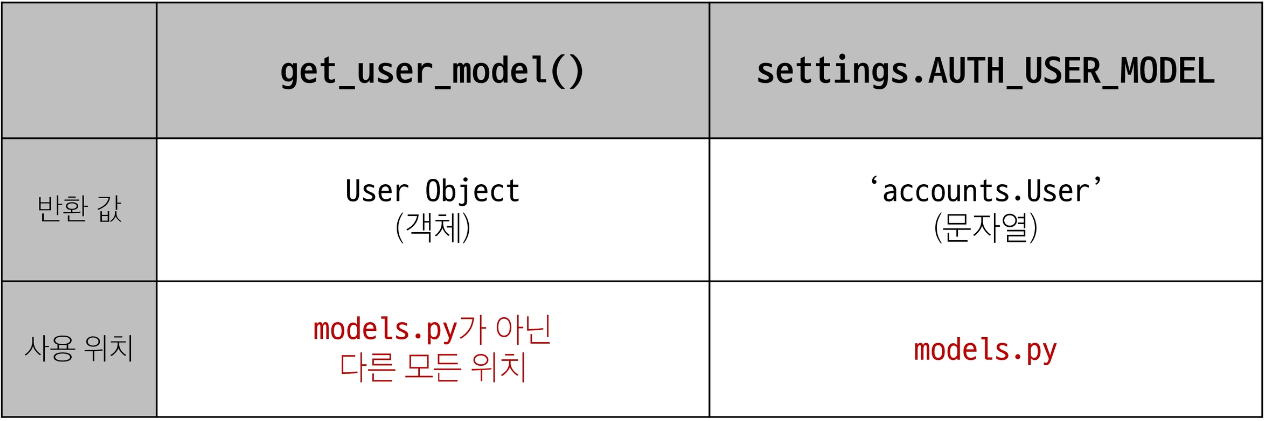 get_user_model()
settings.AUTH_USER_MODEL
반환 값
User Object
(객체)
‘accounts.User’
(문자열)
사용 위치
models.py가 아닌
다른 모든 위치
models.py